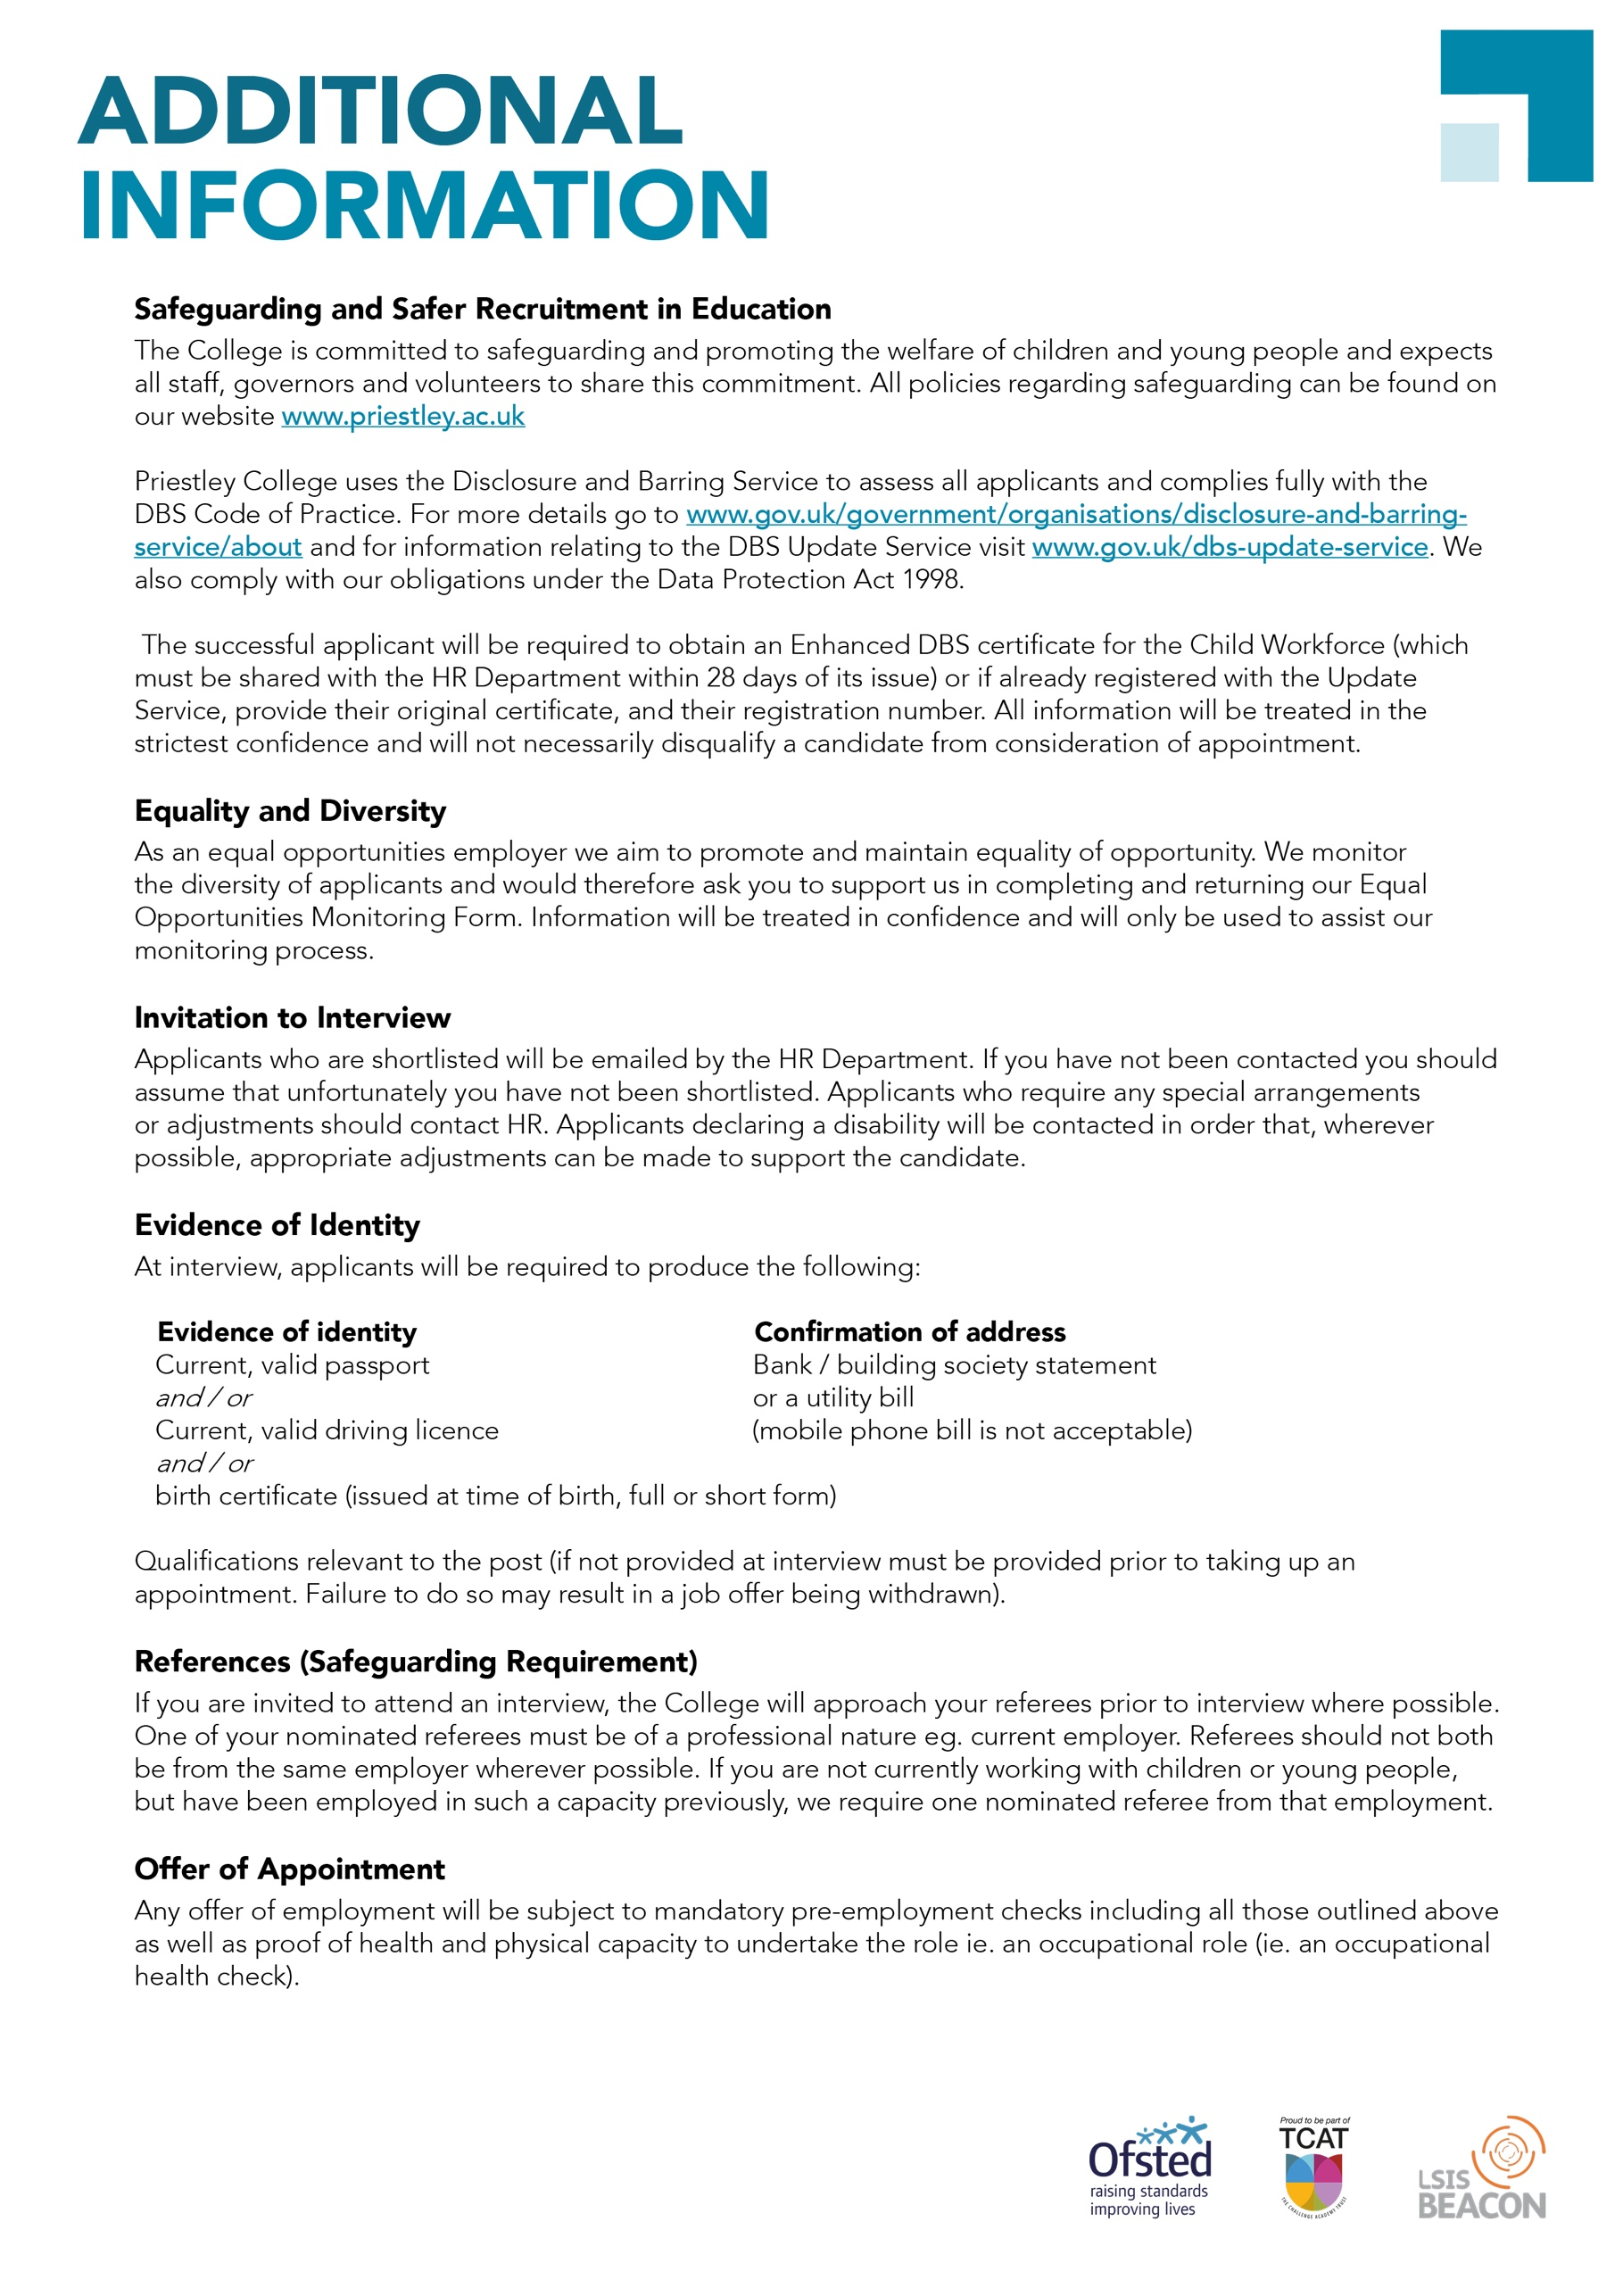 ADDITIONAL
INFORMATION
Safeguarding and Safer Recruitment in Education
The College is committed to safeguarding and promoting the welfare of children and young people and expects
all staff, governors and volunteers to share this commitment. All policies regarding safeguarding can be found on
our website www.priestley.ac.uk
Priestley College uses the Disclosure and Barring Service to assess all applicants and complies fully with the
DBS Code of Practice. For more details go to www.gov.uk/government/organisations/disclosure-and-barring-
service/about and for information relating to the DBS Update Service visit www.gov.uk/dbs-update-service. We
also comply with our obligations under the Data Protection Act 1998.
The successful applicant will be required to obtain an Enhanced DBS certificate for the Child Workforce (which
must be shared with the HR Department within 28 days of its issue) or if already registered with the Update
Service, provide their original certificate, and their registration number. All information will be treated in the
strictest confidence and will not necessarily disqualify a candidate from consideration of appointment.
Equality and Diversity
As an equal opportunities employer we aim to promote and maintain equality of opportunity. We monitor
the diversity of applicants and would therefore ask you to support us in completing and returning our Equal
Opportunities Monitoring Form. Information will be treated in confidence and will only be used to assist our
monitoring process.
Invitation to Interview
Applicants who are shortlisted will be emailed by the HR Department. If you have not been contacted you should
assume that unfortunately you have not been shortlisted. Applicants who require any special arrangements
or adjustments should contact HR. Applicants declaring a disability will be contacted in order that, wherever
possible, appropriate adjustments can be made to support the candidate.
Evidence of Identity
At interview, applicants will be required to produce the following:
Evidence of identity
Current, valid passport
and / or
Current, valid driving licence
and / or
birth certificate (issued at time of birth, full or short form)
Confirmation of address
Bank / building society statement
or a utility bill
(mobile phone bill is not acceptable)
Qualifications relevant to the post (if not provided at interview must be provided prior to taking up an
appointment. Failure to do so may result in a job offer being withdrawn).
References (Safeguarding Requirement)
If you are invited to attend an interview, the College will approach your referees prior to interview where possible.
One of your nominated referees must be of a professional nature eg. current employer. Referees should not both
be from the same employer wherever possible. If you are not currently working with children or young people,
but have been employed in such a capacity previously, we require one nominated referee from that employment.
Offer of Appointment
Any offer of employment will be subject to mandatory pre-employment checks including all those outlined above
as well as proof of health and physical capacity to undertake the role ie. an occupational role (ie. an occupational
health check).
Ofsted
raising standards
improving lives
Proud to be part of
TCAT
THE CHALLENGE ACADEMY TRUST
LSIS
BEACON